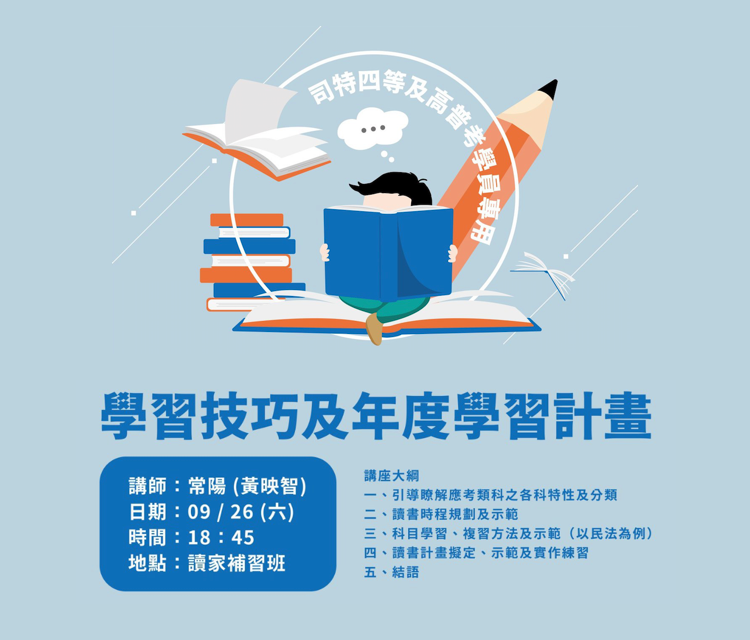 司特四等及高普考學員專用
學習技巧及年度學習計畫
講師：常陽 (黃映智)
日期：09 / 26 (六)
時間：18：45
地點：讀家補習班
講座大綱
一、引導瞭解應考類科之各科特性及分類
二、讀書時程規劃及示範
三、科目學習、複習方法及示範（以民法為例）
四、讀書計畫擬定、示範及實作練習
五、結語